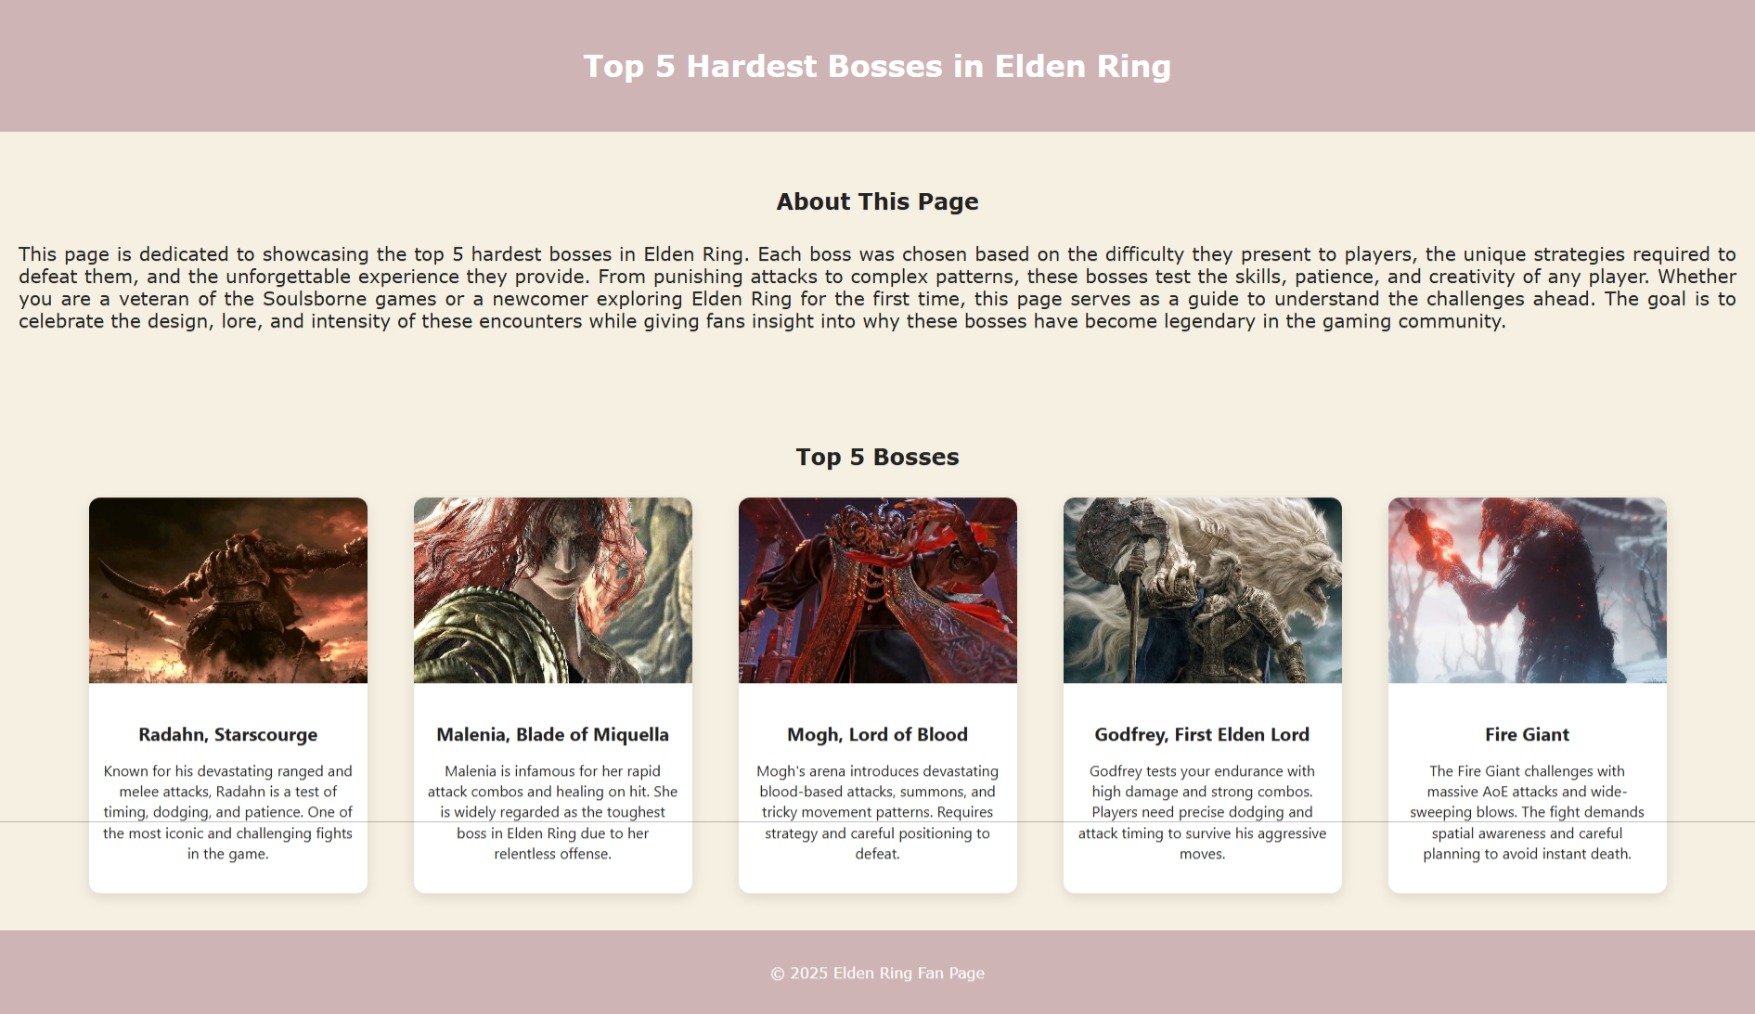 Top 5 Hardest Bosses in Elden Ring
About This Page
This page is dedicated to showcasing the top 5 hardest bosses in Elden Ring. Each boss was chosen based on the difficulty they present to players, the unique strategies required to
defeat them, and the unforgettable experience they provide. From punishing attacks to complex patterns, these bosses test the skills, patience, and creativity of any player. Whether
you are a veteran of the Soulsborne games or a newcomer exploring Elden Ring for the first time, this page serves as a guide to understand the challenges ahead. The goal is to
celebrate the design, lore, and intensity of these encounters while giving fans insight into why these bosses have become legendary in the gaming community.
Top 5 Bosses
Radahn, Starscourge
Known for his devastating ranged and
melee attacks, Radahn is a test of
timing, dodging, and patience. One of
the most iconic and challenging fights
in the game.
Malenia, Blade of Miquella
Malenia is infamous for her rapid
attack combos and healing on hit. She
is widely regarded as the toughest
boss in Elden Ring due to her
relentless offense.
Mogh, Lord of Blood
Mogh's arena introduces devastating
blood-based attacks, summons, and
tricky movement patterns. Requires
strategy and careful positioning to
defeat.
Godfrey, First Elden Lord
Godfrey tests your endurance with
high damage and strong combos.
Players need precise dodging and
attack timing to survive his aggressive
moves.
Fire Giant
The Fire Giant challenges with
massive AoE attacks and wide-
sweeping blows. The fight demands
spatial awareness and careful
planning to avoid instant death.
© 2025 Elden Ring Fan Page